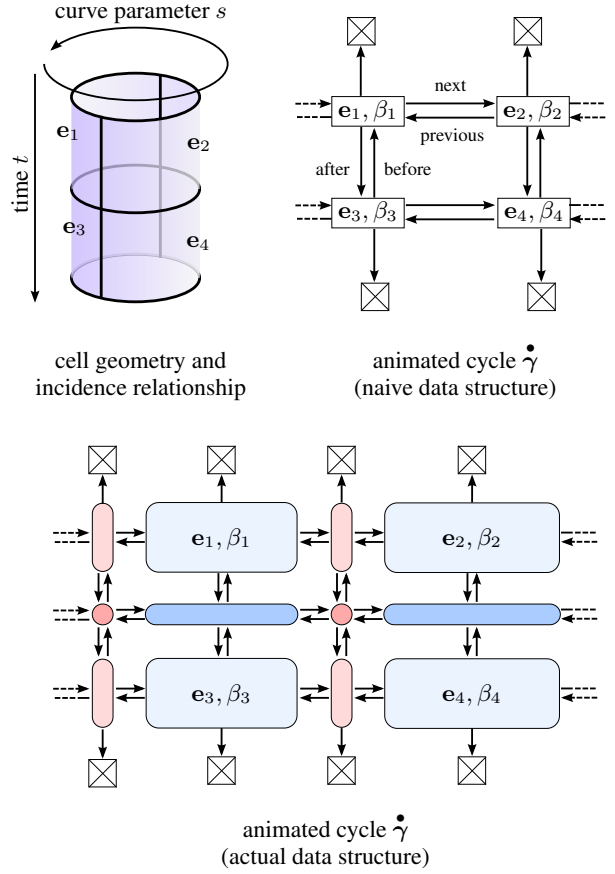 curve parameter s
time t
e₁
e₂
e₃
e₄
cell geometry and
incidence relationship
e₁, β₁
next
e₂, β₂
previous
after
before
e₃, β₃
e₄, β₄
animated cycle γ̇
(naive data structure)
e₁, β₁
e₂, β₂
e₃, β₃
e₄, β₄
animated cycle γ̇
(actual data structure)